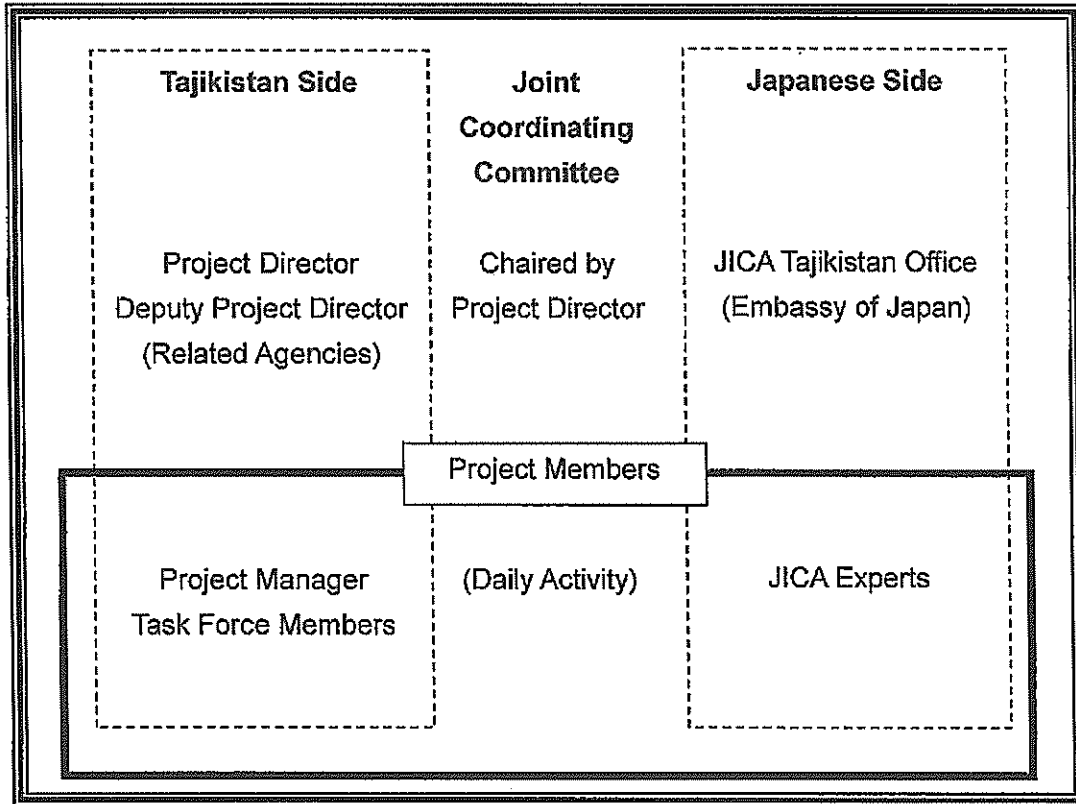 Tajikistan Side
Joint
Coordinating
Committee
Japanese Side
Project Director
Deputy Project Director
(Related Agencies)
Chaired by
Project Director
JICA Tajikistan Office
(Embassy of Japan)
Project Members
Project Manager
Task Force Members
(Daily Activity)
JICA Experts